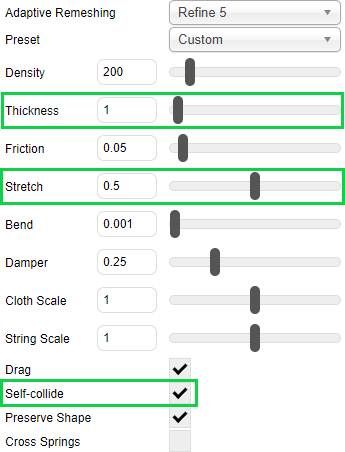 Adaptive Remeshing Refine 5
Preset Custom
Density 200
Thickness 1
Friction 0.05
Stretch 0.5
Bend 0.001
Damper 0.25
Cloth Scale 1
String Scale 1
Drag
Self-collide
Preserve Shape
Cross Springs